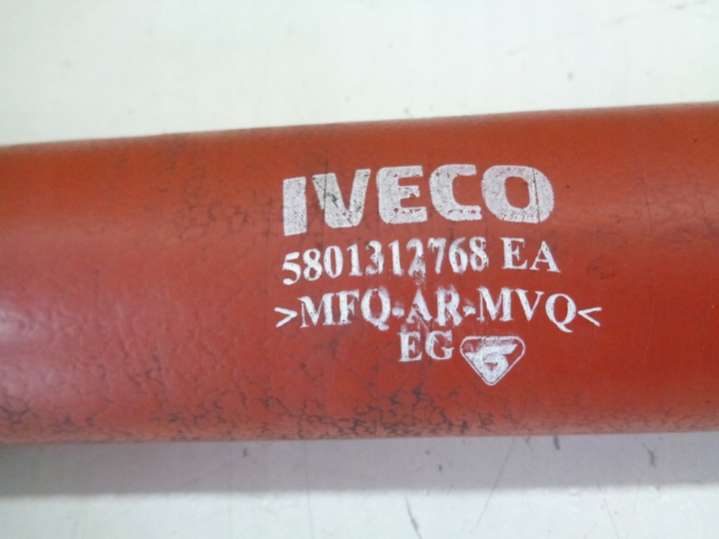 IVECO
5801312768 EA
>MFQ-AR-MVQ<
EG